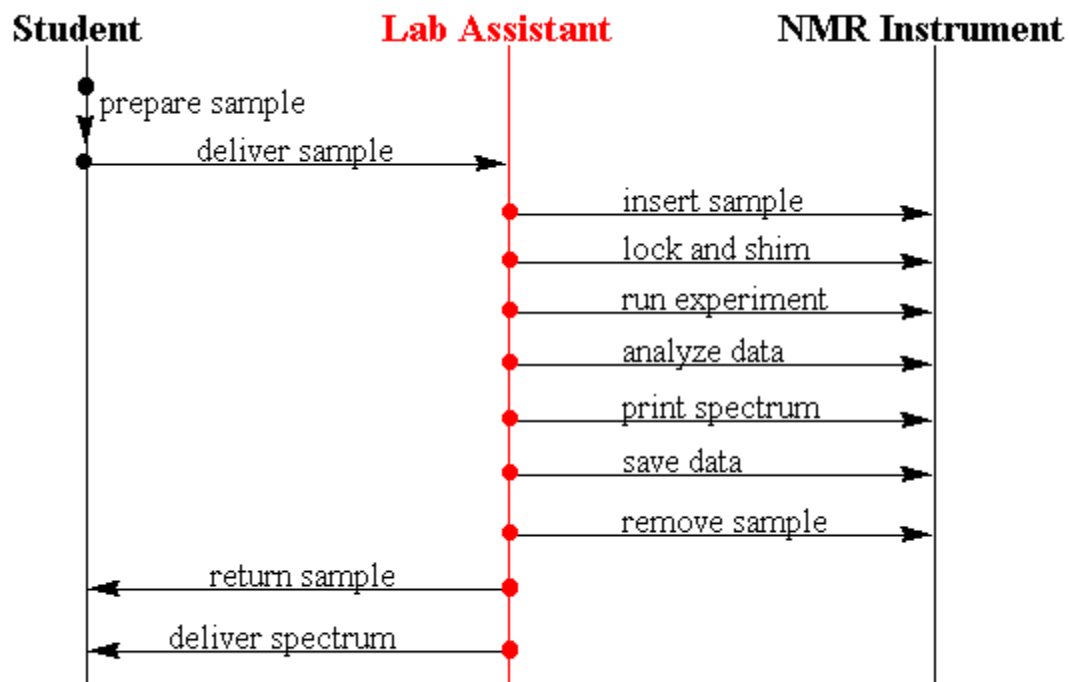 Student Lab Assistant NMR Instrument
prepare sample
deliver sample
insert sample
lock and shim
run experiment
analyze data
print spectrum
save data
remove sample
return sample
deliver spectrum